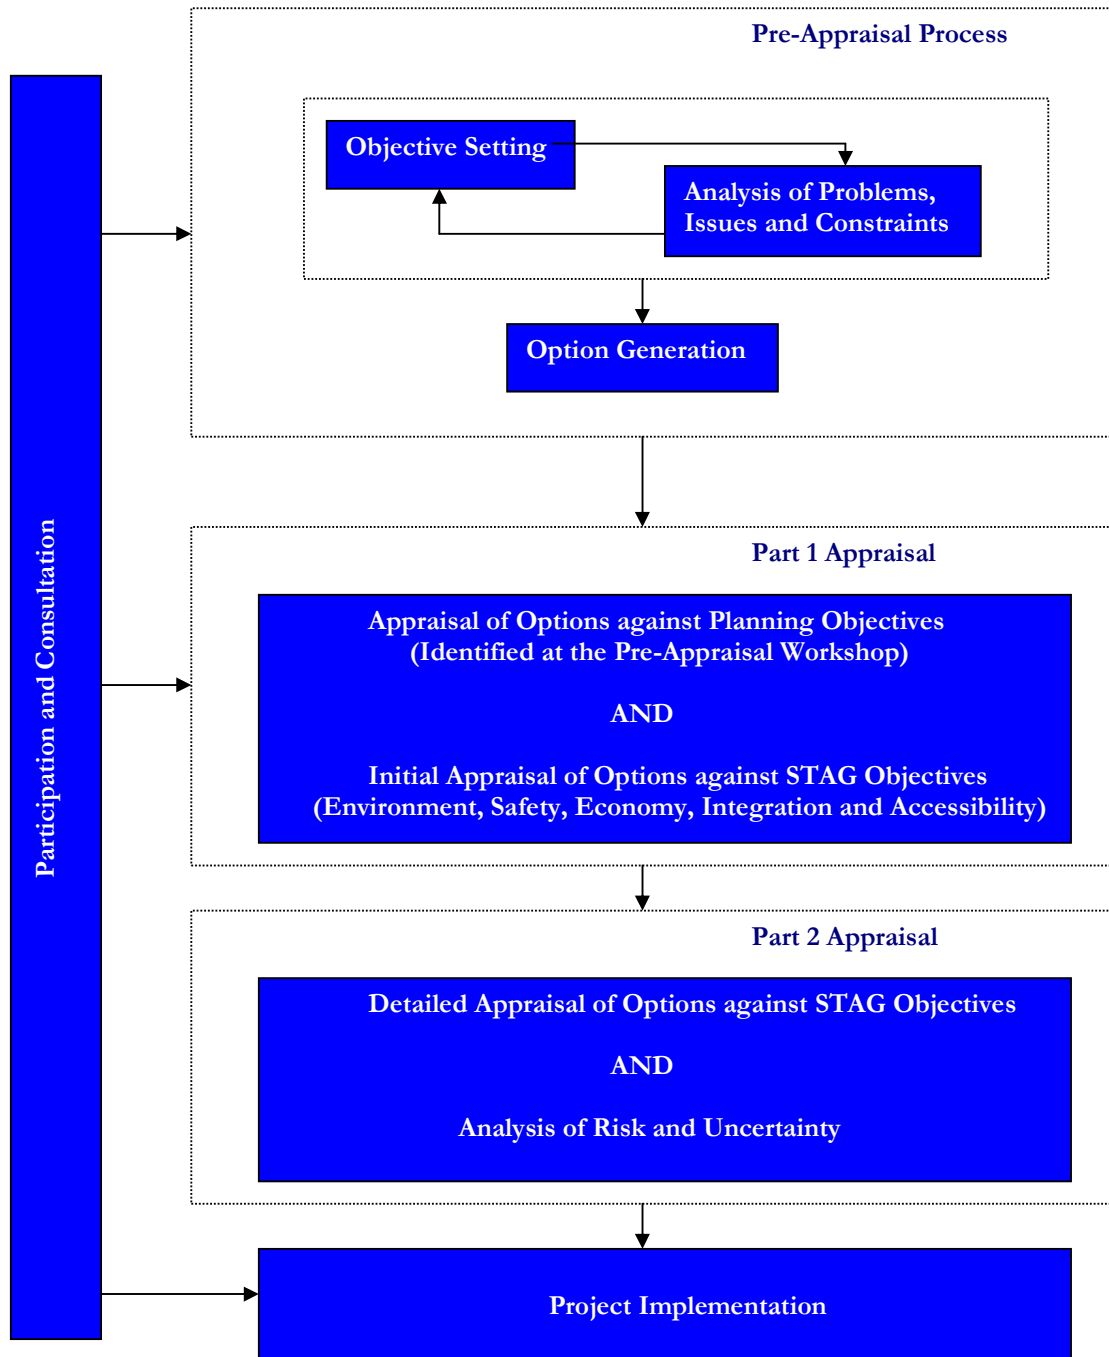 Pre-Appraisal Process
Objective Setting
Analysis of Problems,
Issues and Constraints
Option Generation
Participation and Consultation
Part 1 Appraisal
Appraisal of Options against Planning Objectives
(Identified at the Pre-Appraisal Workshop)
AND
Initial Appraisal of Options against STAG Objectives
(Environment, Safety, Economy, Integration and Accessibility)
Part 2 Appraisal
Detailed Appraisal of Options against STAG Objectives
AND
Analysis of Risk and Uncertainty
Project Implementation